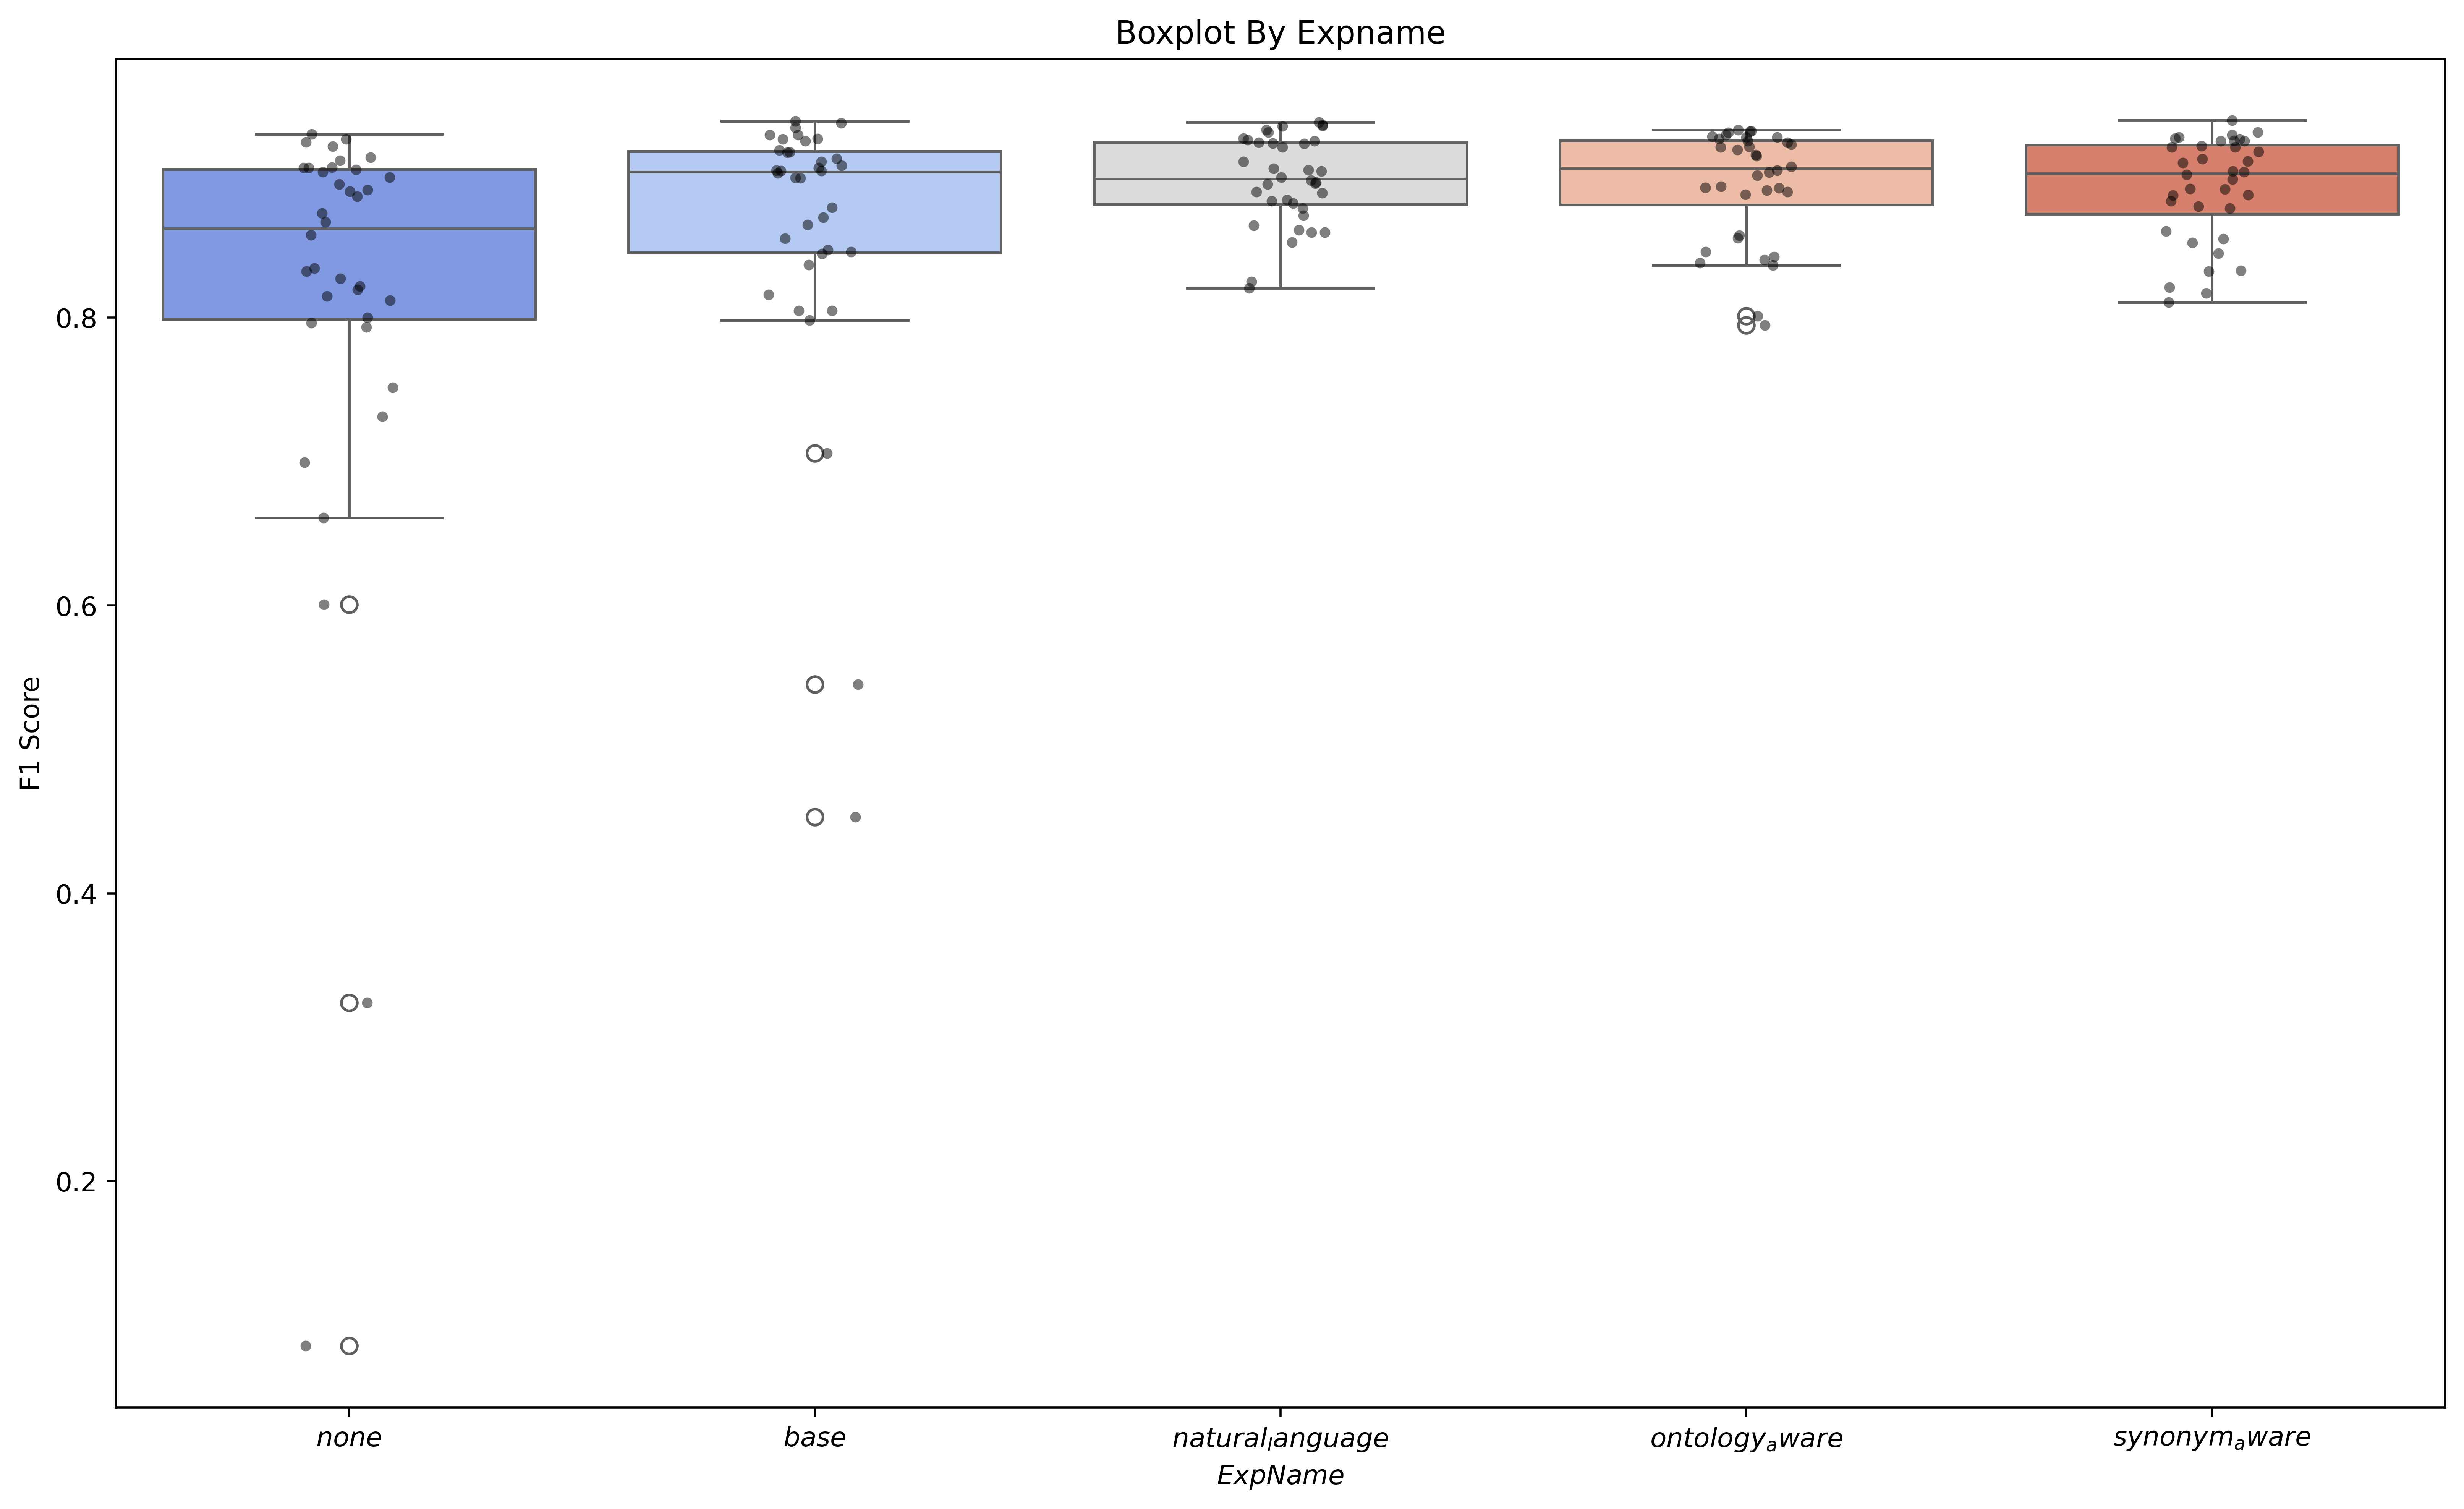 Boxplot By Expname
F1 Score
0.8
0.6
0.4
0.2
none base natural_language ontology_aware synonym_aware
ExpName